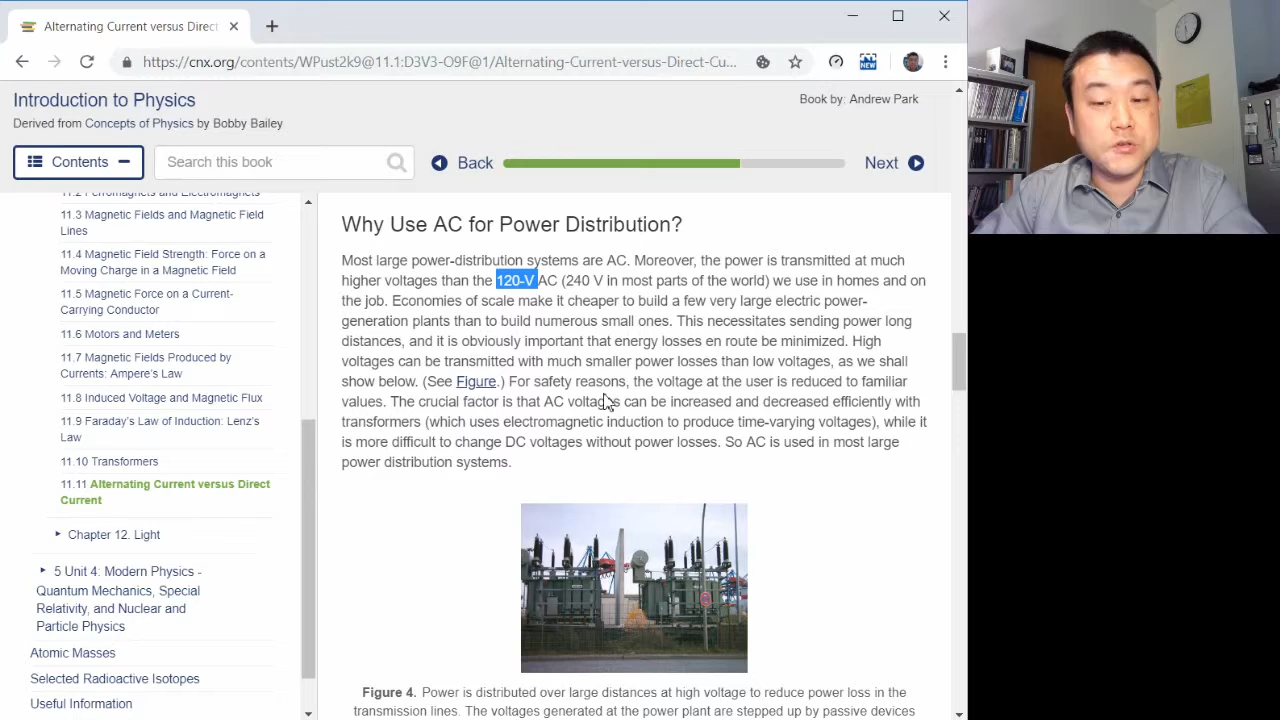 Alternating Current versus Direct
https://cnx.org/contents/WPust2k9@11.1:D3V3-O9F@1/Alternating-Current-versus-Direct-Cu...
NEW
Introduction to Physics
Book by: Andrew Park
Derived from Concepts of Physics by Bobby Bailey
Contents
Search this book
Back
Next
11.2 Ferromagnets and Electromagnets
11.3 Magnetic Fields and Magnetic Field
Lines
11.4 Magnetic Field Strength: Force on a
Moving Charge in a Magnetic Field
11.5 Magnetic Force on a Current-
Carrying Conductor
11.6 Motors and Meters
11.7 Magnetic Fields Produced by
Currents: Ampere’s Law
11.8 Induced Voltage and Magnetic Flux
11.9 Faraday’s Law of Induction: Lenz’s
Law
11.10 Transformers
11.11 Alternating Current versus Direct
Current
Chapter 12. Light
5 Unit 4: Modern Physics -
Quantum Mechanics, Special
Relativity, and Nuclear and
Particle Physics
Atomic Masses
Selected Radioactive Isotopes
Useful Information
Why Use AC for Power Distribution?
Most large power-distribution systems are AC. Moreover, the power is transmitted at much
higher voltages than the 120-V AC (240 V in most parts of the world) we use in homes and on
the job. Economies of scale make it cheaper to build a few very large electric power-
generation plants than to build numerous small ones. This necessitates sending power long
distances, and it is obviously important that energy losses en route be minimized. High
voltages can be transmitted with much smaller power losses than low voltages, as we shall
show below. (See Figure.) For safety reasons, the voltage at the user is reduced to familiar
values. The crucial factor is that AC voltages can be increased and decreased efficiently with
transformers (which uses electromagnetic induction to produce time-varying voltages), while it
is more difficult to change DC voltages without power losses. So AC is used in most large
power distribution systems.
Figure 4. Power is distributed over large distances at high voltage to reduce power loss in the
transmission lines. The voltages generated at the power plant are stepped up by passive devices